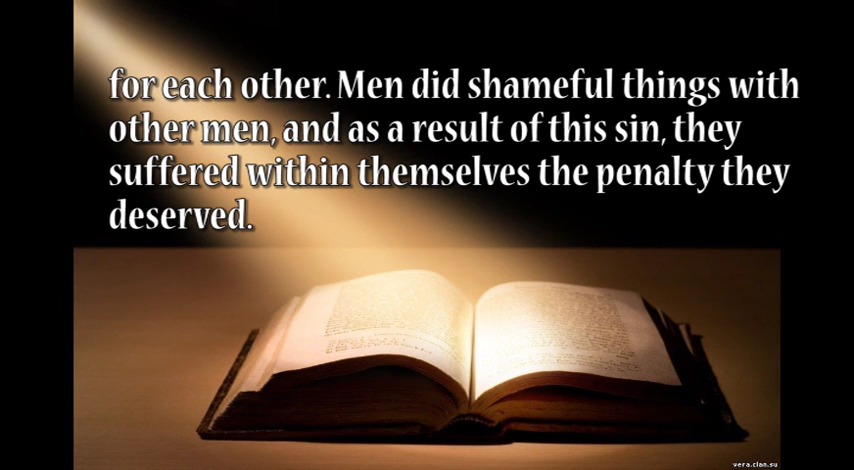 for each other. Men did shameful things with
other men, and as a result of this sin, they
suffered within themselves the penalty they
deserved.
vera.clan.su